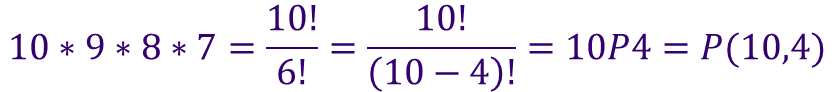 10 * 9 * 8 * 7 = 10!/6! = 10!/(10 − 4)! = 10P4 = P(10,4)